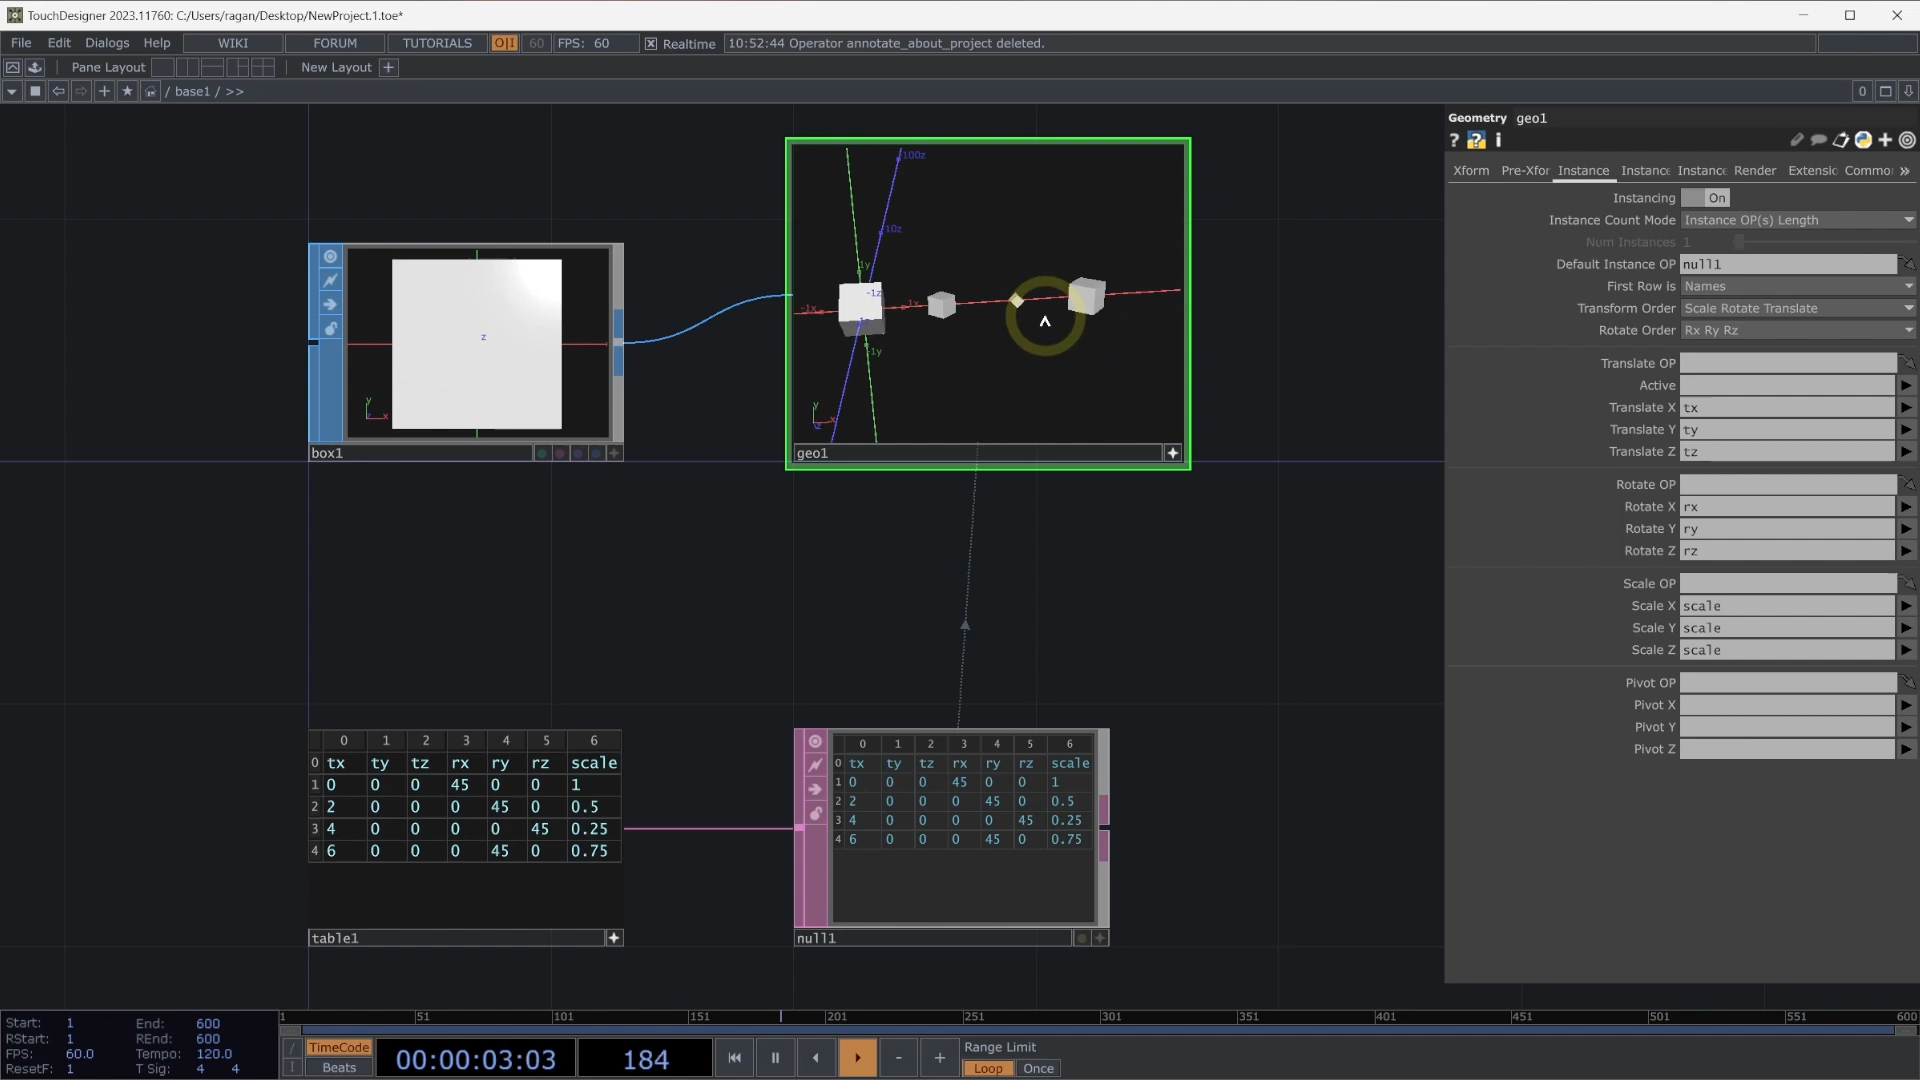 TouchDesigner 2023.11760: C:/Users/ragan/Desktop/NewProject.1.toe*
File Edit Dialogs Help WIKI FORUM TUTORIALS O|I 60 FPS: 60 Realtime 10:52:44 Operator annotate_about_project deleted.
Pane Layout New Layout +
/ base1 / >> 0
Geometry geo1
? ? i
Xform Pre-Xfor Instance Instanc Instanc Render Extensic Commo »
Instancing On
Instance Count Mode Instance OP(s) Length
Num Instances 1
Default Instance OP null1
First Row is Names
Transform Order Scale Rotate Translate
Rotate Order Rx Ry Rz
Translate OP
Active
Translate X tx
Translate Y ty
Translate Z tz
Rotate OP
Rotate X rx
Rotate Y ry
Rotate Z rz
Scale OP
Scale X scale
Scale Y scale
Scale Z scale
Pivot OP
Pivot X
Pivot Y
Pivot Z
z
y
x
box1
100z
10z
1y
-1z
-1x
1x
-1y
y
x
z
geo1
0 1 2 3 4 5 6
0 tx ty tz rx ry rz scale
1 0 0 0 45 0 0 1
2 2 0 0 0 45 0 0.5
3 4 0 0 0 0 45 0.25
4 6 0 0 0 45 0 0.75
table1
0 1 2 3 4 5 6
0 tx ty tz rx ry rz scale
1 0 0 0 45 0 0 1
2 2 0 0 0 45 0 0.5
3 4 0 0 0 0 45 0.25
4 6 0 0 0 45 0 0.75
null1
1 51 101 151 201 251 301 351 401 451 501 551 600
Start: 1 End: 600
RStart: 1 REnd: 600
FPS: 60.0 Tempo: 120.0
ResetF: 1 T Sig: 4 4
/ TimeCode
I Beats
00:00:03:03 184
- +
Range Limit
Loop Once